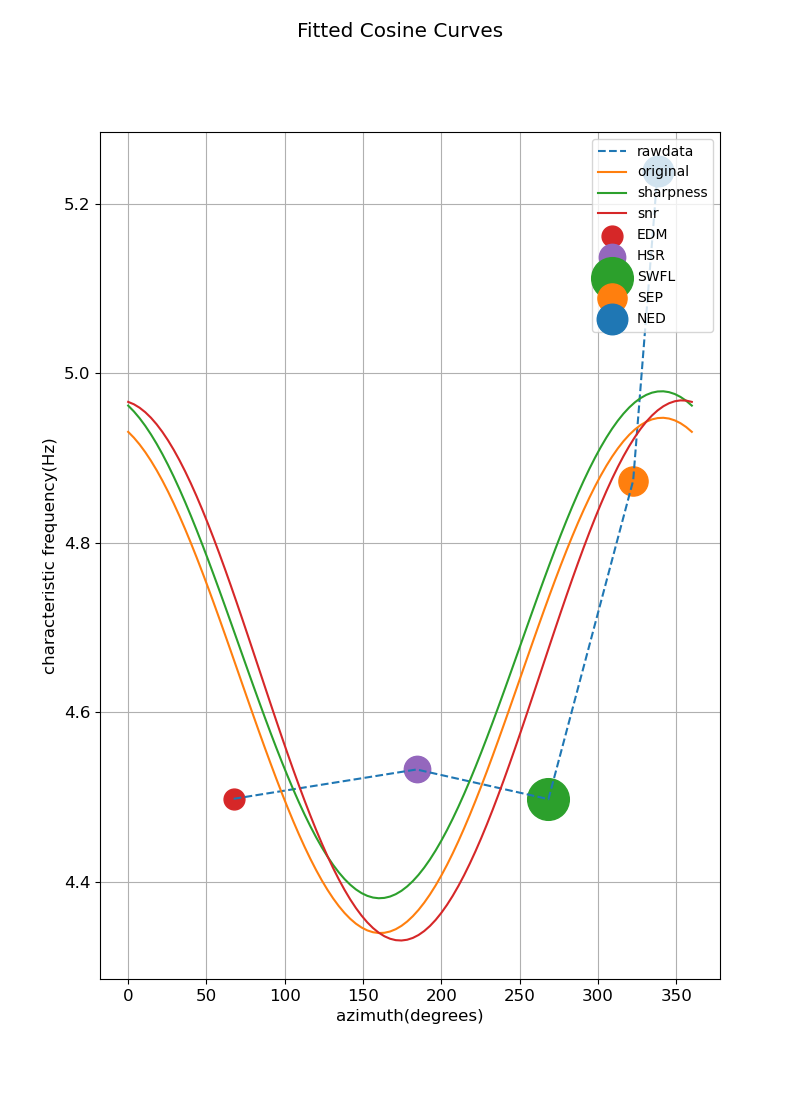 Fitted Cosine Curves
rawdata
original
sharpness
snr
EDM
HSR
SWFL
SEP
NED
5.2
5.0
4.8
4.6
4.4
characteristic frequency(Hz)
0 50 100 150 200 250 300 350
azimuth(degrees)